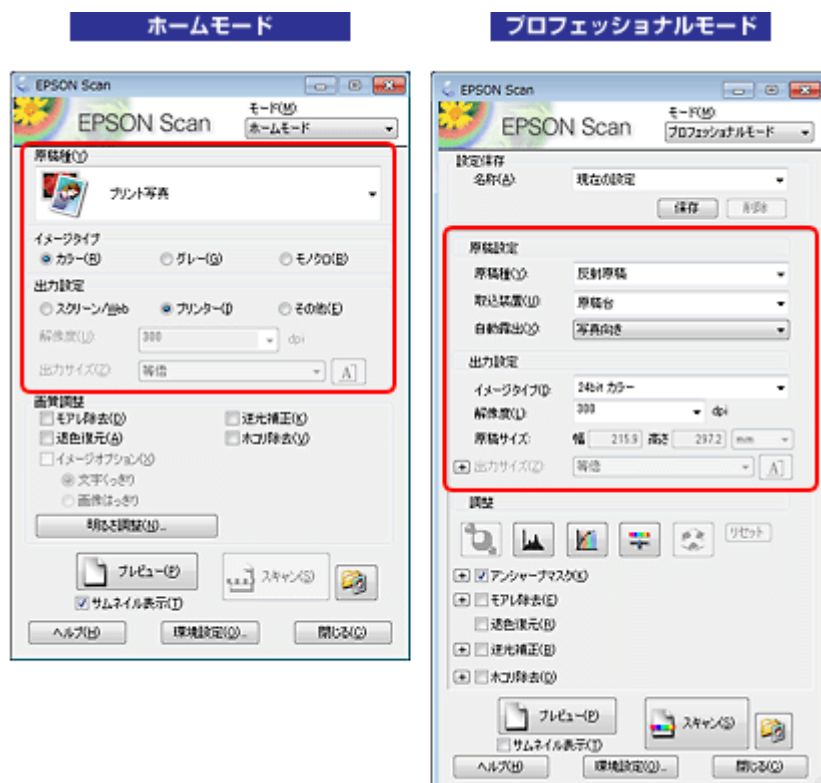 ホームモード
EPSON Scan
EPSON Scan
モード(M)
ホームモード
原稿種(Y)
プリント写真
イメージタイプ
カラー(R)
グレー(G)
モノクロ(B)
出力設定
スクリーン/Web
プリンター(I)
その他(E)
解像度(U):
300
dpi
出力サイズ(Z):
等倍
画質調整
モアレ除去(D)
逆光補正(K)
退色復元(A)
ホコリ除去(V)
イメージオプション(X)
文字くっきり
画像はっきり
明るさ調整(N)...
プレビュー(P)
スキャン(S)
サムネイル表示(T)
ヘルプ(H)
環境設定(O)...
閉じる(C)
プロフェッショナルモード
EPSON Scan
EPSON Scan
モード(M)
プロフェッショナルモード
設定保存
名称(A):
現在の設定
保存
削除
原稿設定
原稿種(Y):
反射原稿
取込装置(U):
原稿台
自動露出(X):
写真向き
出力設定
イメージタイプ(I):
24bit カラー
解像度(L):
300
dpi
原稿サイズ:
幅
215.9
高さ
297.2
mm
出力サイズ(Z):
等倍
調整
リセット
アンシャープマスク(K)
モアレ除去(E)
退色復元(R)
逆光補正(B)
ホコリ除去(D)
プレビュー(P)
スキャン(S)
サムネイル表示(T)
ヘルプ(H)
環境設定(O)...
閉じる(C)